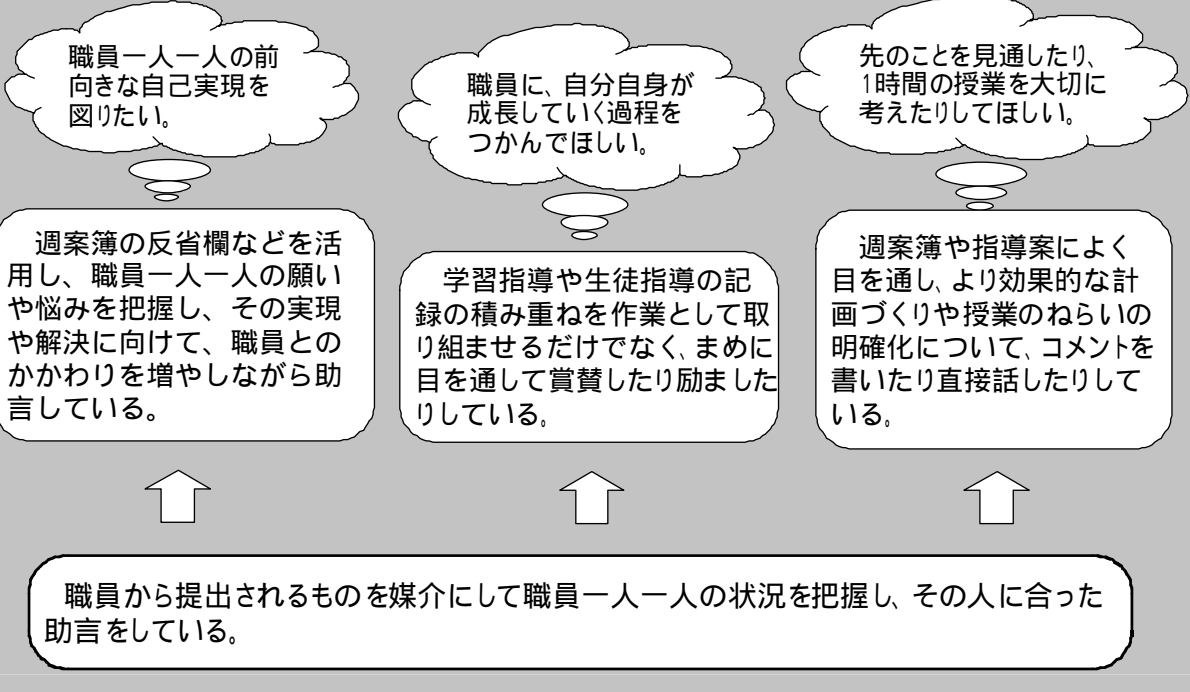 職員一人一人の前
向きな自己実現を
図りたい。
職員に、自分自身が
成長していく過程を
つかんでほしい。
先のことを見通したり、
1時間の授業を大切に
考えたりしてほしい。
週案簿の反省欄などを活
用し、職員一人一人の願い
や悩みを把握し、その実現
や解決に向けて、職員との
かかわりを増やしながら助
言している。
学習指導や生徒指導の記
録の積み重ねを作業として取
り組ませるだけでなく、まめに
目を通して賞賛したり励ました
りしている。
週案簿や指導案によく
目を通し、より効果的な計
画づくりや授業のねらいの
明確化について、コメントを
書いたり直接話したりして
いる。
職員から提出されるものを媒介にして職員一人一人の状況を把握し、その人に合った
助言をしている。